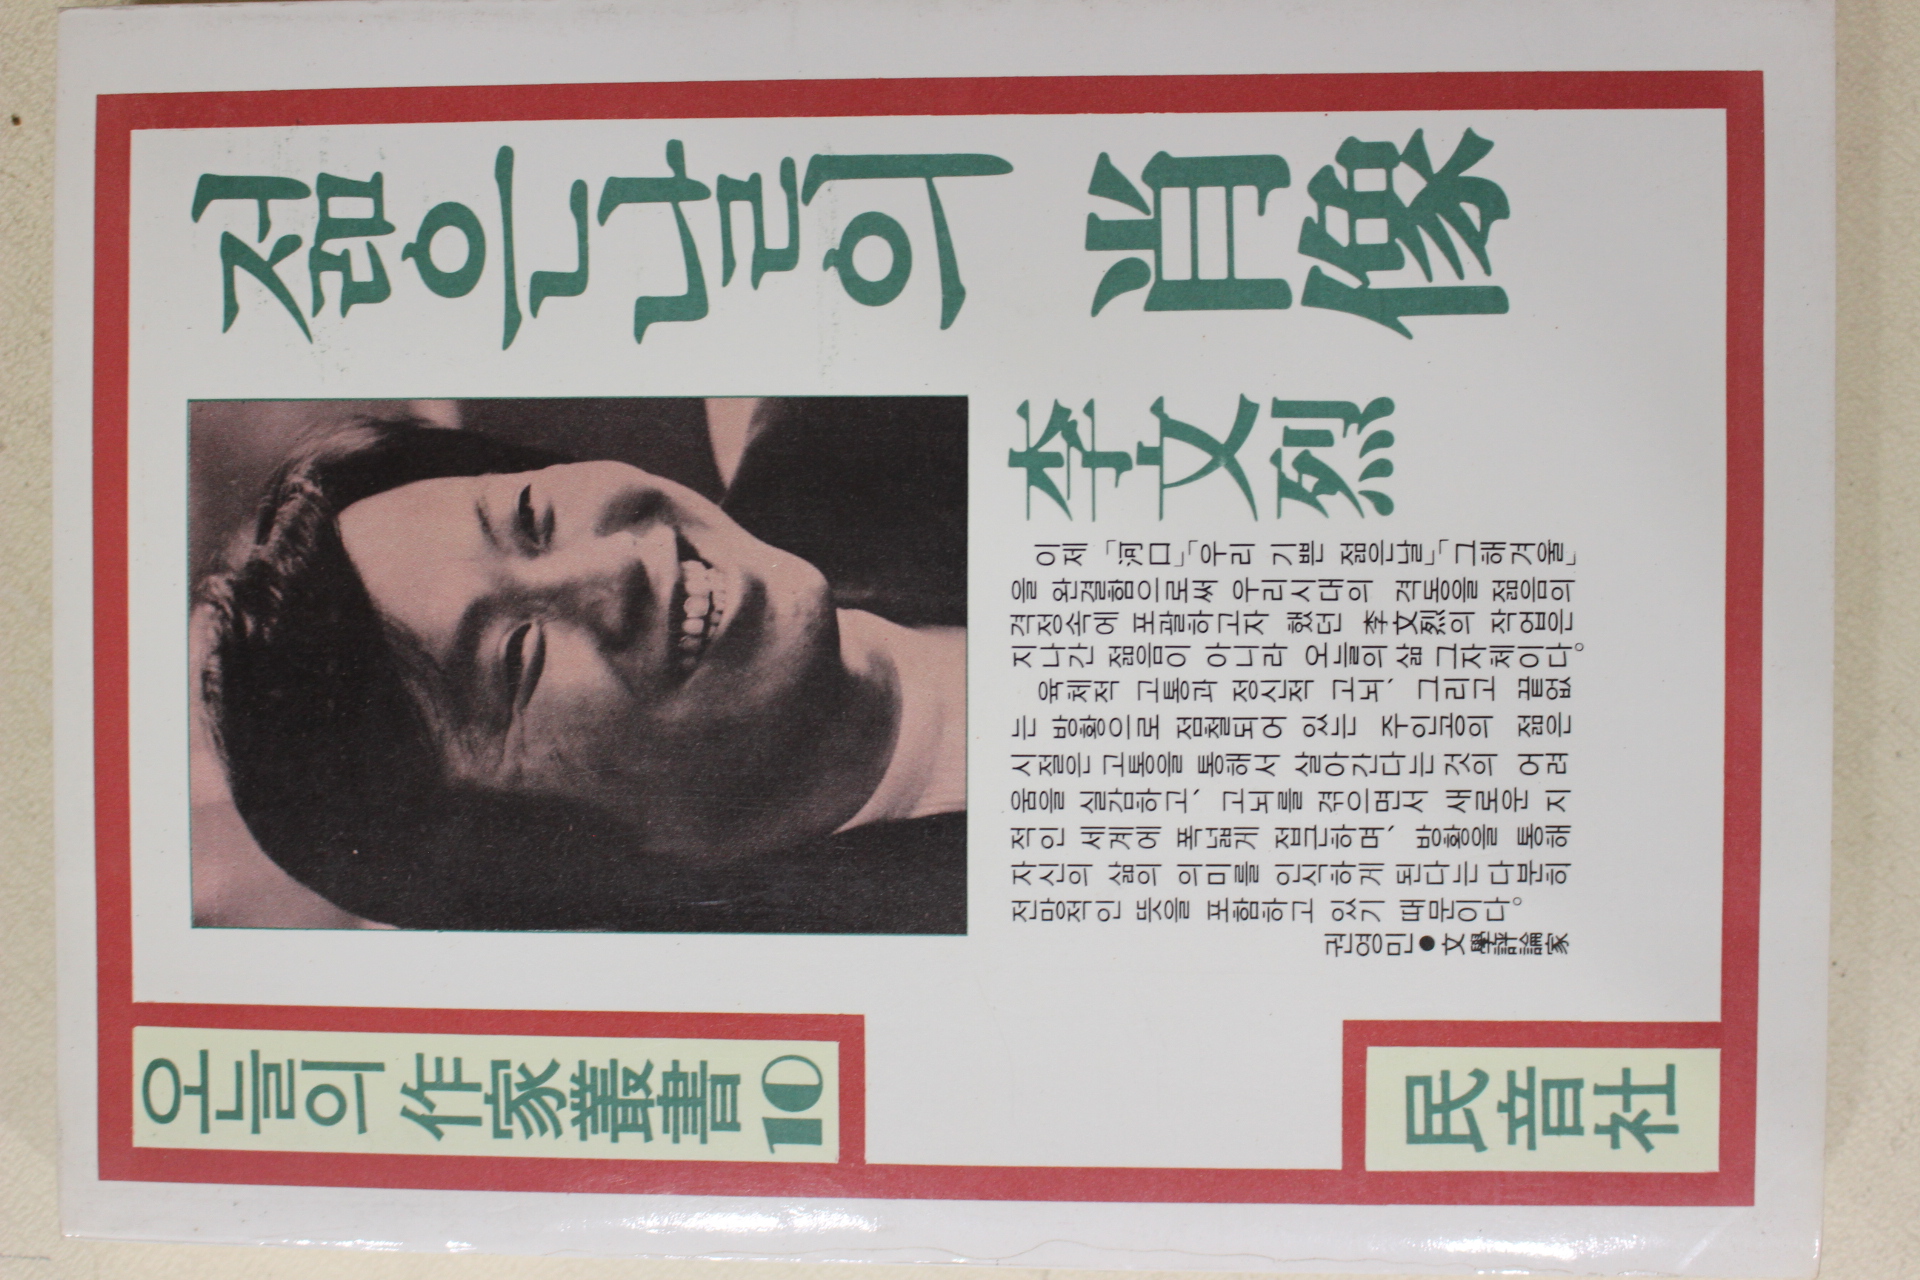 젊은날의 肖像
李文烈
이제 「河口」「우리 기쁜 젊은날」「그해겨울」
을 완결함으로써 우리시대의 격동을 젊음의
격정속에 포괄하고자 했던 李文烈의 작업은
지나간 젊음이 아니라 오늘의 삶 그자체이다。
육체적 고통과 정신적 고뇌、그리고 끝없
는 방황으로 점철되어 있는 주인공의 젊은
시절은 고통을 통해서 살아간다는것의 어려
움을 실감하고、고뇌를 겪으면서 새로운 지
적인 세계에 폭넓게 접근하며、방황을 통해
자신의 삶의 의미를 인식하게 된다는다분히
전망적인 뜻을 포함하고 있기 때문이다。
권영민●文學評論家
오늘의 作家叢書 10
民音社